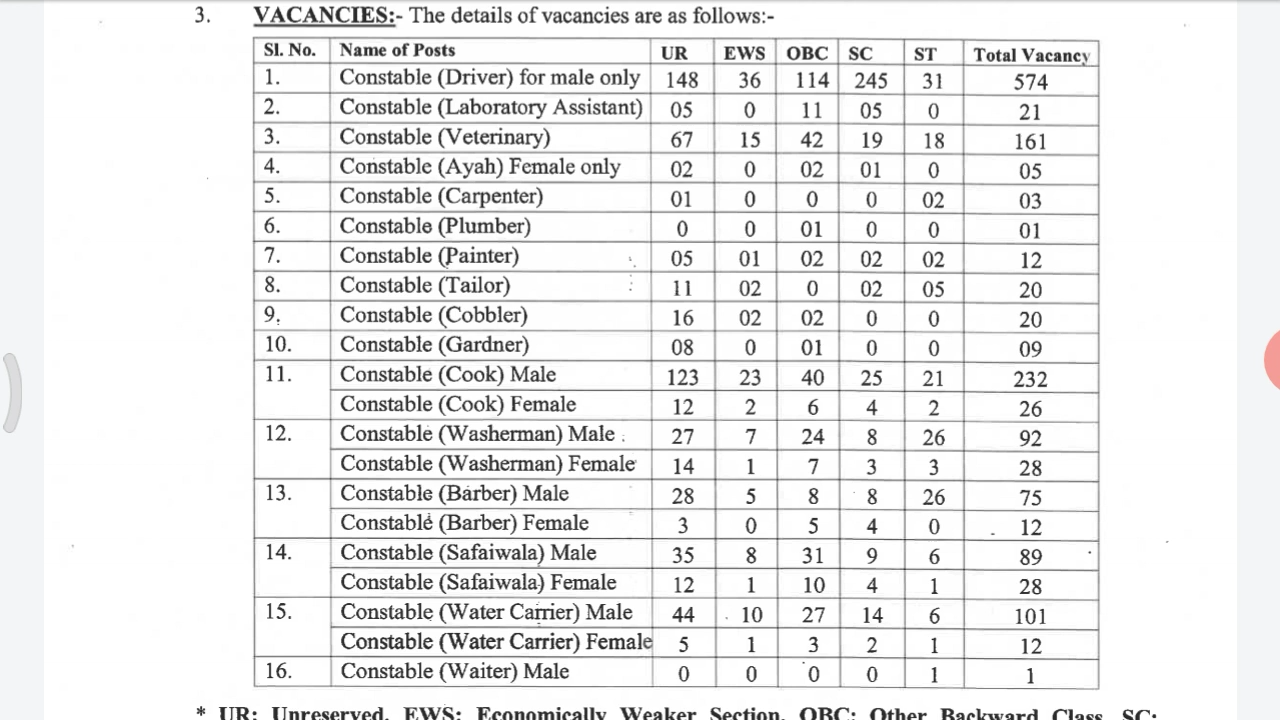 3. VACANCIES:- The details of vacancies are as follows:-
Sl. No. Name of Posts UR EWS OBC SC ST Total Vacancy
1. Constable (Driver) for male only 148 36 114 245 31 574
2. Constable (Laboratory Assistant) 05 0 11 05 0 21
3. Constable (Veterinary) 67 15 42 19 18 161
4. Constable (Ayah) Female only 02 0 02 01 0 05
5. Constable (Carpenter) 01 0 0 0 02 03
6. Constable (Plumber) 0 0 01 0 0 01
7. Constable (Painter) 05 01 02 02 02 12
8. Constable (Tailor) 11 02 0 02 05 20
9. Constable (Cobbler) 16 02 02 0 0 20
10. Constable (Gardner) 08 0 01 0 0 09
11. Constable (Cook) Male 123 23 40 25 21 232
Constable (Cook) Female 12 2 6 4 2 26
12. Constable (Washerman) Male 27 7 24 8 26 92
Constable (Washerman) Female 14 1 7 3 3 28
13. Constable (Barber) Male 28 5 8 8 26 75
Constable (Barber) Female 3 0 5 4 0 12
14. Constable (Safaiwala) Male 35 8 31 9 6 89
Constable (Safaiwala) Female 12 1 10 4 1 28
15. Constable (Water Carrier) Male 44 10 27 14 6 101
Constable (Water Carrier) Female 5 1 3 2 1 12
16. Constable (Waiter) Male 0 0 0 0 1 1
* UR: Unreserved, EWS: Economically Weaker Section, OBC: Other Backward Class, SC: